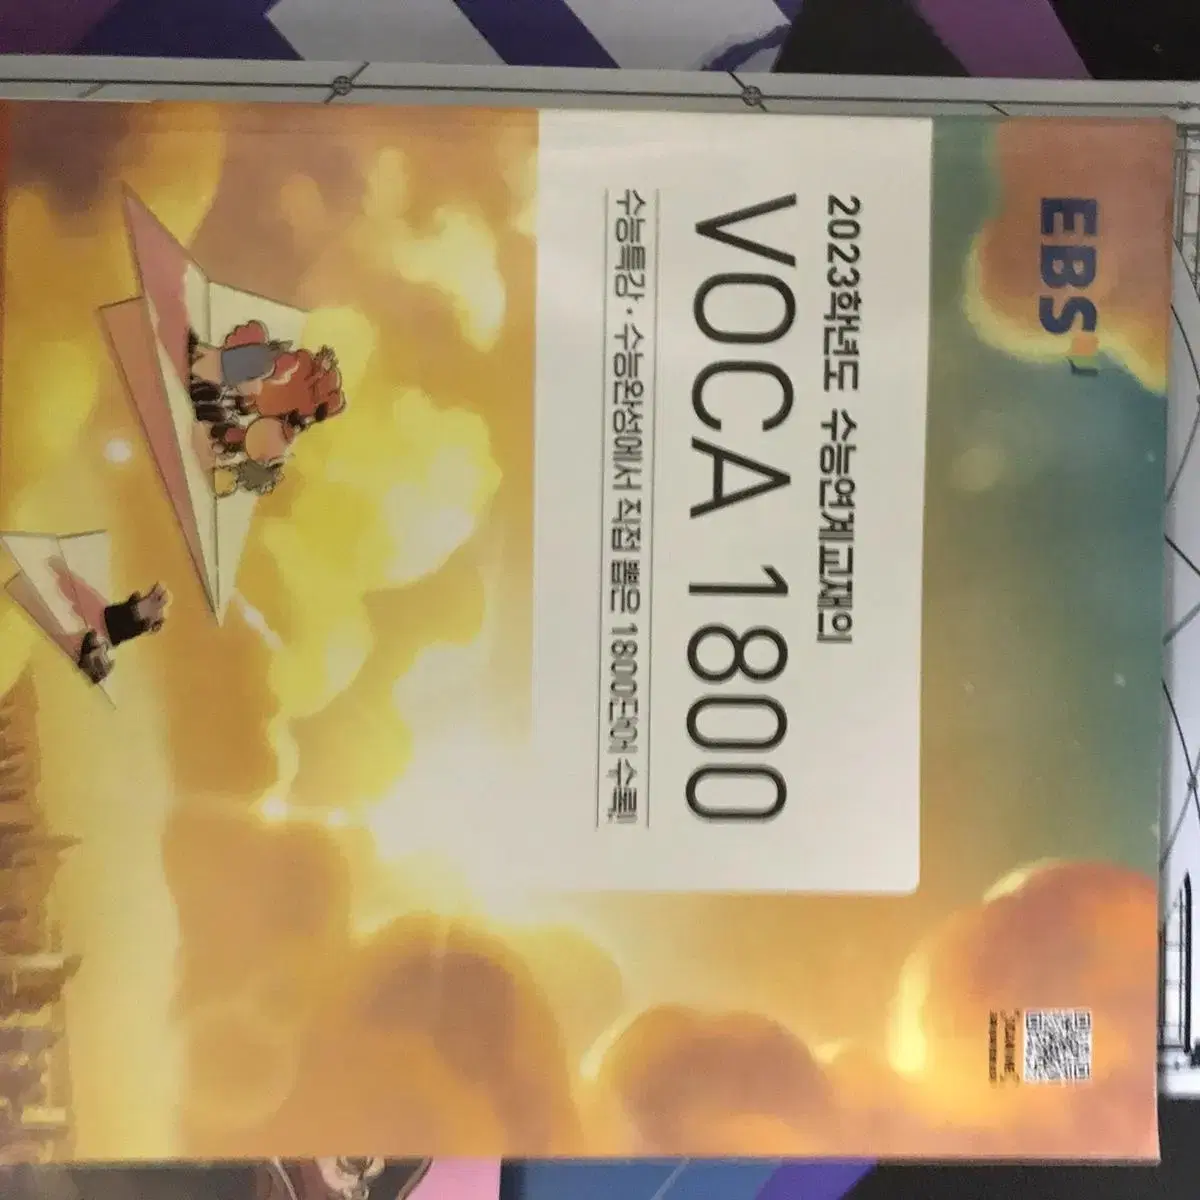 EBS
2023학년도 수능연계교재의
VOCA 1800
수능특강·수능완성에서 직접 뽑은 1800단어 수록!